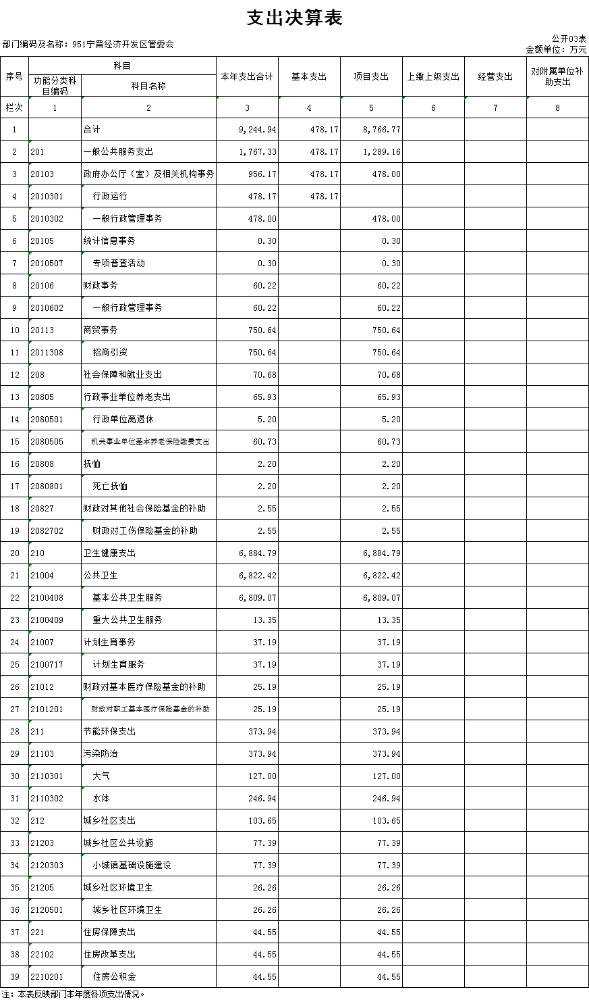 支出决算表
公开03表
部门编码及名称：951宁晋经济开发区管委会
金额单位：万元
序号 科目 本年支出合计 基本支出 项目支出 上缴上级支出 经营支出 对附属单位补助支出
功能分类科目编码 科目名称
栏次 1 2 3 4 5 6 7 8
1 合计 9,244.94 478.17 8,766.77
2 201 一般公共服务支出 1,767.33 478.17 1,289.16
3 20103 政府办公厅（室）及相关机构事务 956.17 478.17 478.00
4 2010301 行政运行 478.17 478.17
5 2010302 一般行政管理事务 478.00 478.00
6 20105 统计信息事务 0.30 0.30
7 2010507 专项普查活动 0.30 0.30
8 20106 财政事务 60.22 60.22
9 2010602 一般行政管理事务 60.22 60.22
10 20113 商贸事务 750.64 750.64
11 2011308 招商引资 750.64 750.64
12 208 社会保障和就业支出 70.68 70.68
13 20805 行政事业单位养老支出 65.93 65.93
14 2080501 行政单位离退休 5.20 5.20
15 2080505 机关事业单位基本养老保险缴费支出 60.73 60.73
16 20808 抚恤 2.20 2.20
17 2080801 死亡抚恤 2.20 2.20
18 20827 财政对其他社会保险基金的补助 2.55 2.55
19 2082702 财政对工伤保险基金的补助 2.55 2.55
20 210 卫生健康支出 6,884.79 6,884.79
21 21004 公共卫生 6,822.42 6,822.42
22 2100408 基本公共卫生服务 6,809.07 6,809.07
23 2100409 重大公共卫生服务 13.35 13.35
24 21007 计划生育事务 37.19 37.19
25 2100717 计划生育服务 37.19 37.19
26 21012 财政对基本医疗保险基金的补助 25.19 25.19
27 2101201 财政对职工基本医疗保险基金的补助 25.19 25.19
28 211 节能环保支出 373.94 373.94
29 21103 污染防治 373.94 373.94
30 2110301 大气 127.00 127.00
31 2110302 水体 246.94 246.94
32 212 城乡社区支出 103.65 103.65
33 21203 城乡社区公共设施 77.39 77.39
34 2120303 小城镇基础设施建设 77.39 77.39
35 21205 城乡社区环境卫生 26.26 26.26
36 2120501 城乡社区环境卫生 26.26 26.26
37 221 住房保障支出 44.55 44.55
38 22102 住房改革支出 44.55 44.55
39 2210201 住房公积金 44.55 44.55
注：本表反映部门本年度各项支出情况。